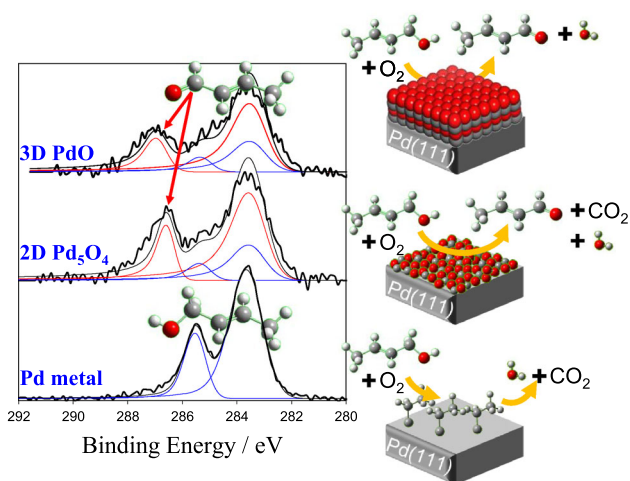 3D PdO
2D Pd₅O₄
Pd metal
292 290 288 286 284 282 280
Binding Energy / eV
+
+ O₂
Pd(111)
+ CO₂
+ O₂
+
Pd(111)
+ O₂
+ CO₂
Pd(111)